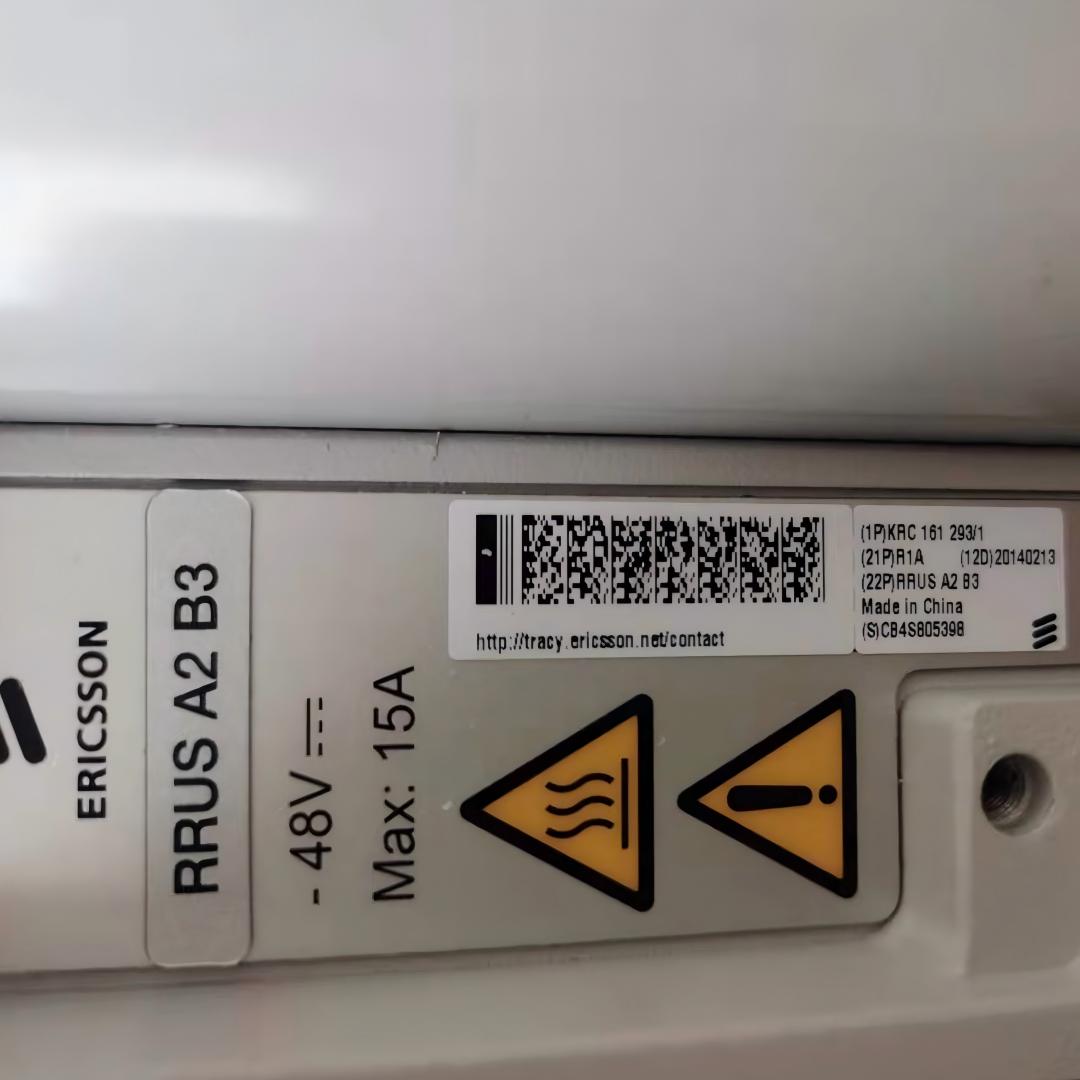 ERICSSON
RRUS A2 B3
- 48V
Max: 15A
http://tracy.ericsson.net/contact
(1P)KRC 161 293/1
(21P)R1A (12D)20140213
(22P)RRUS A2 B3
Made in China
(S)CB4S805398